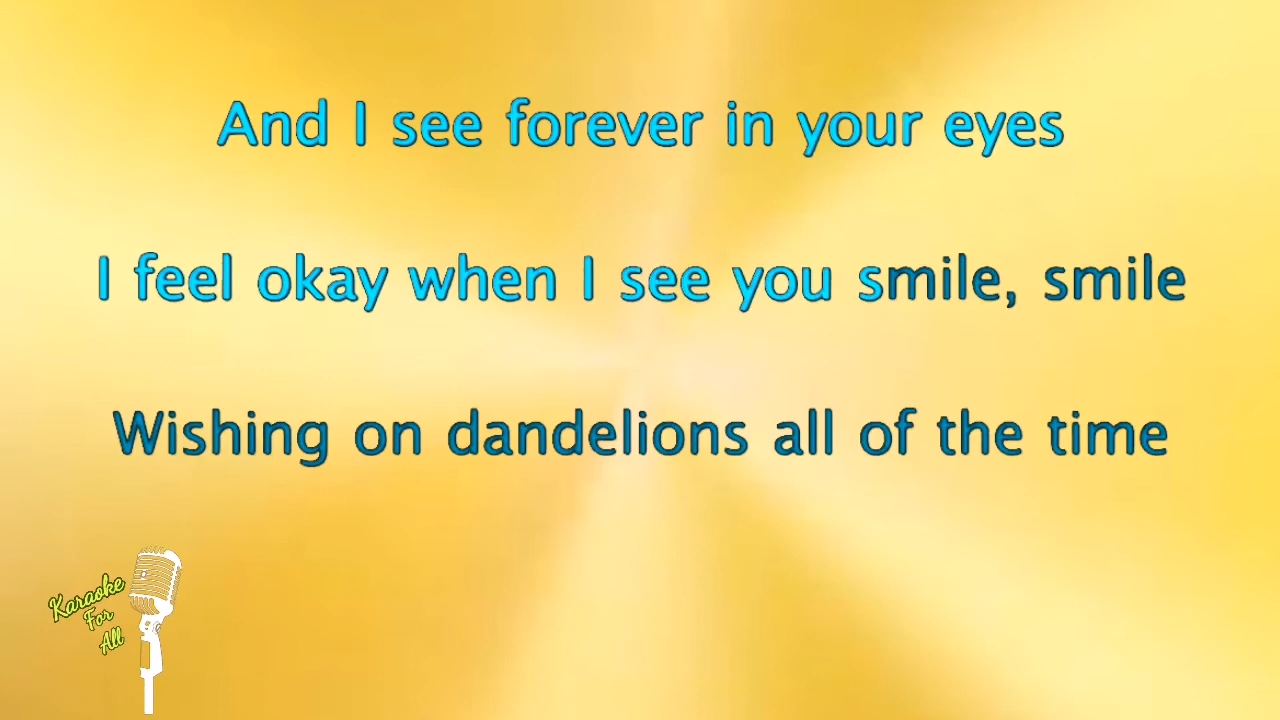 And I see forever in your eyes
I feel okay when I see you smile, smile
Wishing on dandelions all of the time
Karaoke
For
All